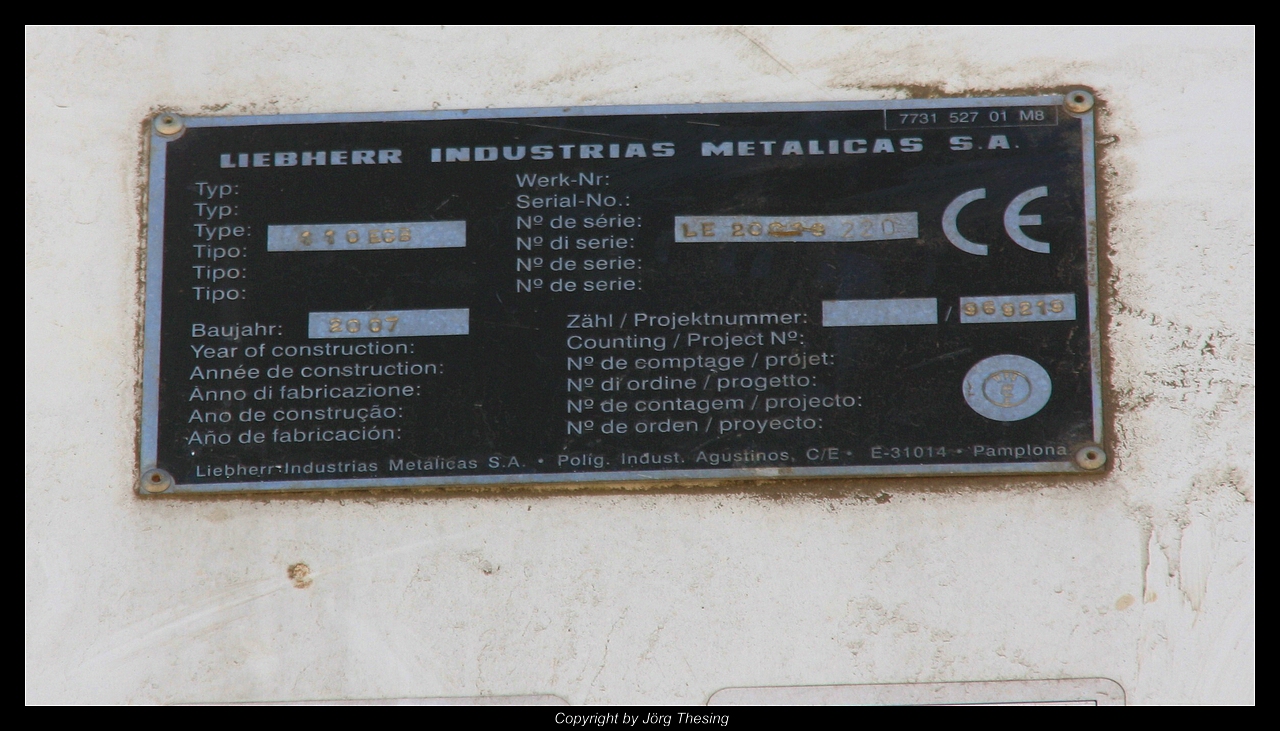 7731 527 01 M8
LIEBHERR INDUSTRIAS METALICAS S.A.
Typ:
Typ:
Type:
Tipo:
Tipo:
Tipo:
Werk-Nr:
Serial-No.:
Nº de série:
Nº di serie:
Nº de serie:
Nº de serie:
LE
CE
Baujahr: 2007
Year of construction:
Année de construction:
Anno di fabricazione:
Ano de construção:
Año de fabricación:
Zähl / Projektnummer: / 969219
Counting / Project Nº:
Nº de comptage / projet:
Nº di ordine / progetto:
Nº de contagem / projecto:
Nº de orden / proyecto:
Liebherr-Industrias Metálicas S.A. • Polig. Indust. Agustinos, C/E • E-31014 • Pamplona
Copyright by Jörg Thesing